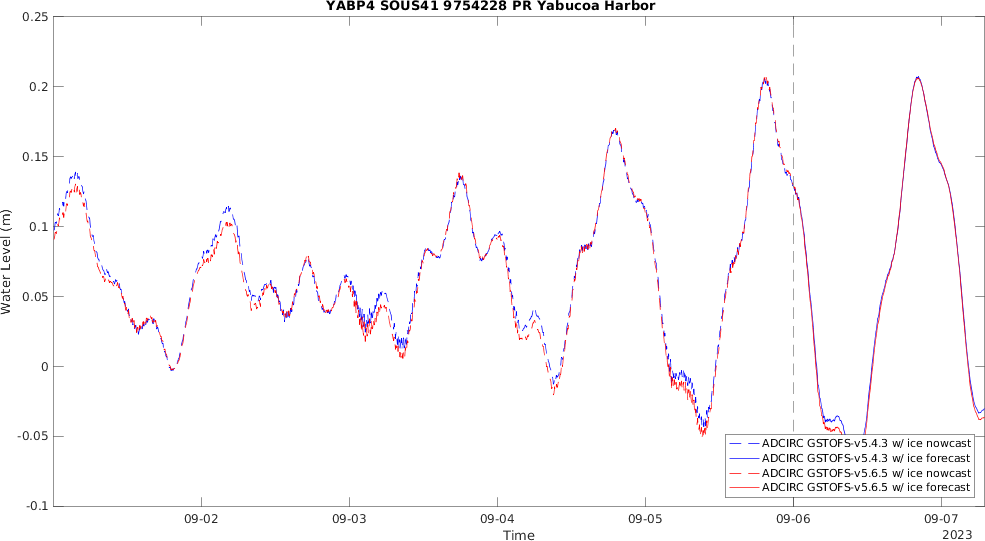 YABP4 SOUS41 9754228 PR Yabucoa Harbor
0.25
0.2
0.15
0.1
0.05
0
-0.05
-0.1
Water Level (m)
ADCIRC GSTOFS-v5.4.3 w/ ice nowcast
ADCIRC GSTOFS-v5.4.3 w/ ice forecast
ADCIRC GSTOFS-v5.6.5 w/ ice nowcast
ADCIRC GSTOFS-v5.6.5 w/ ice forecast
09-02 09-03 09-04 09-05 09-06 09-07
Time
2023